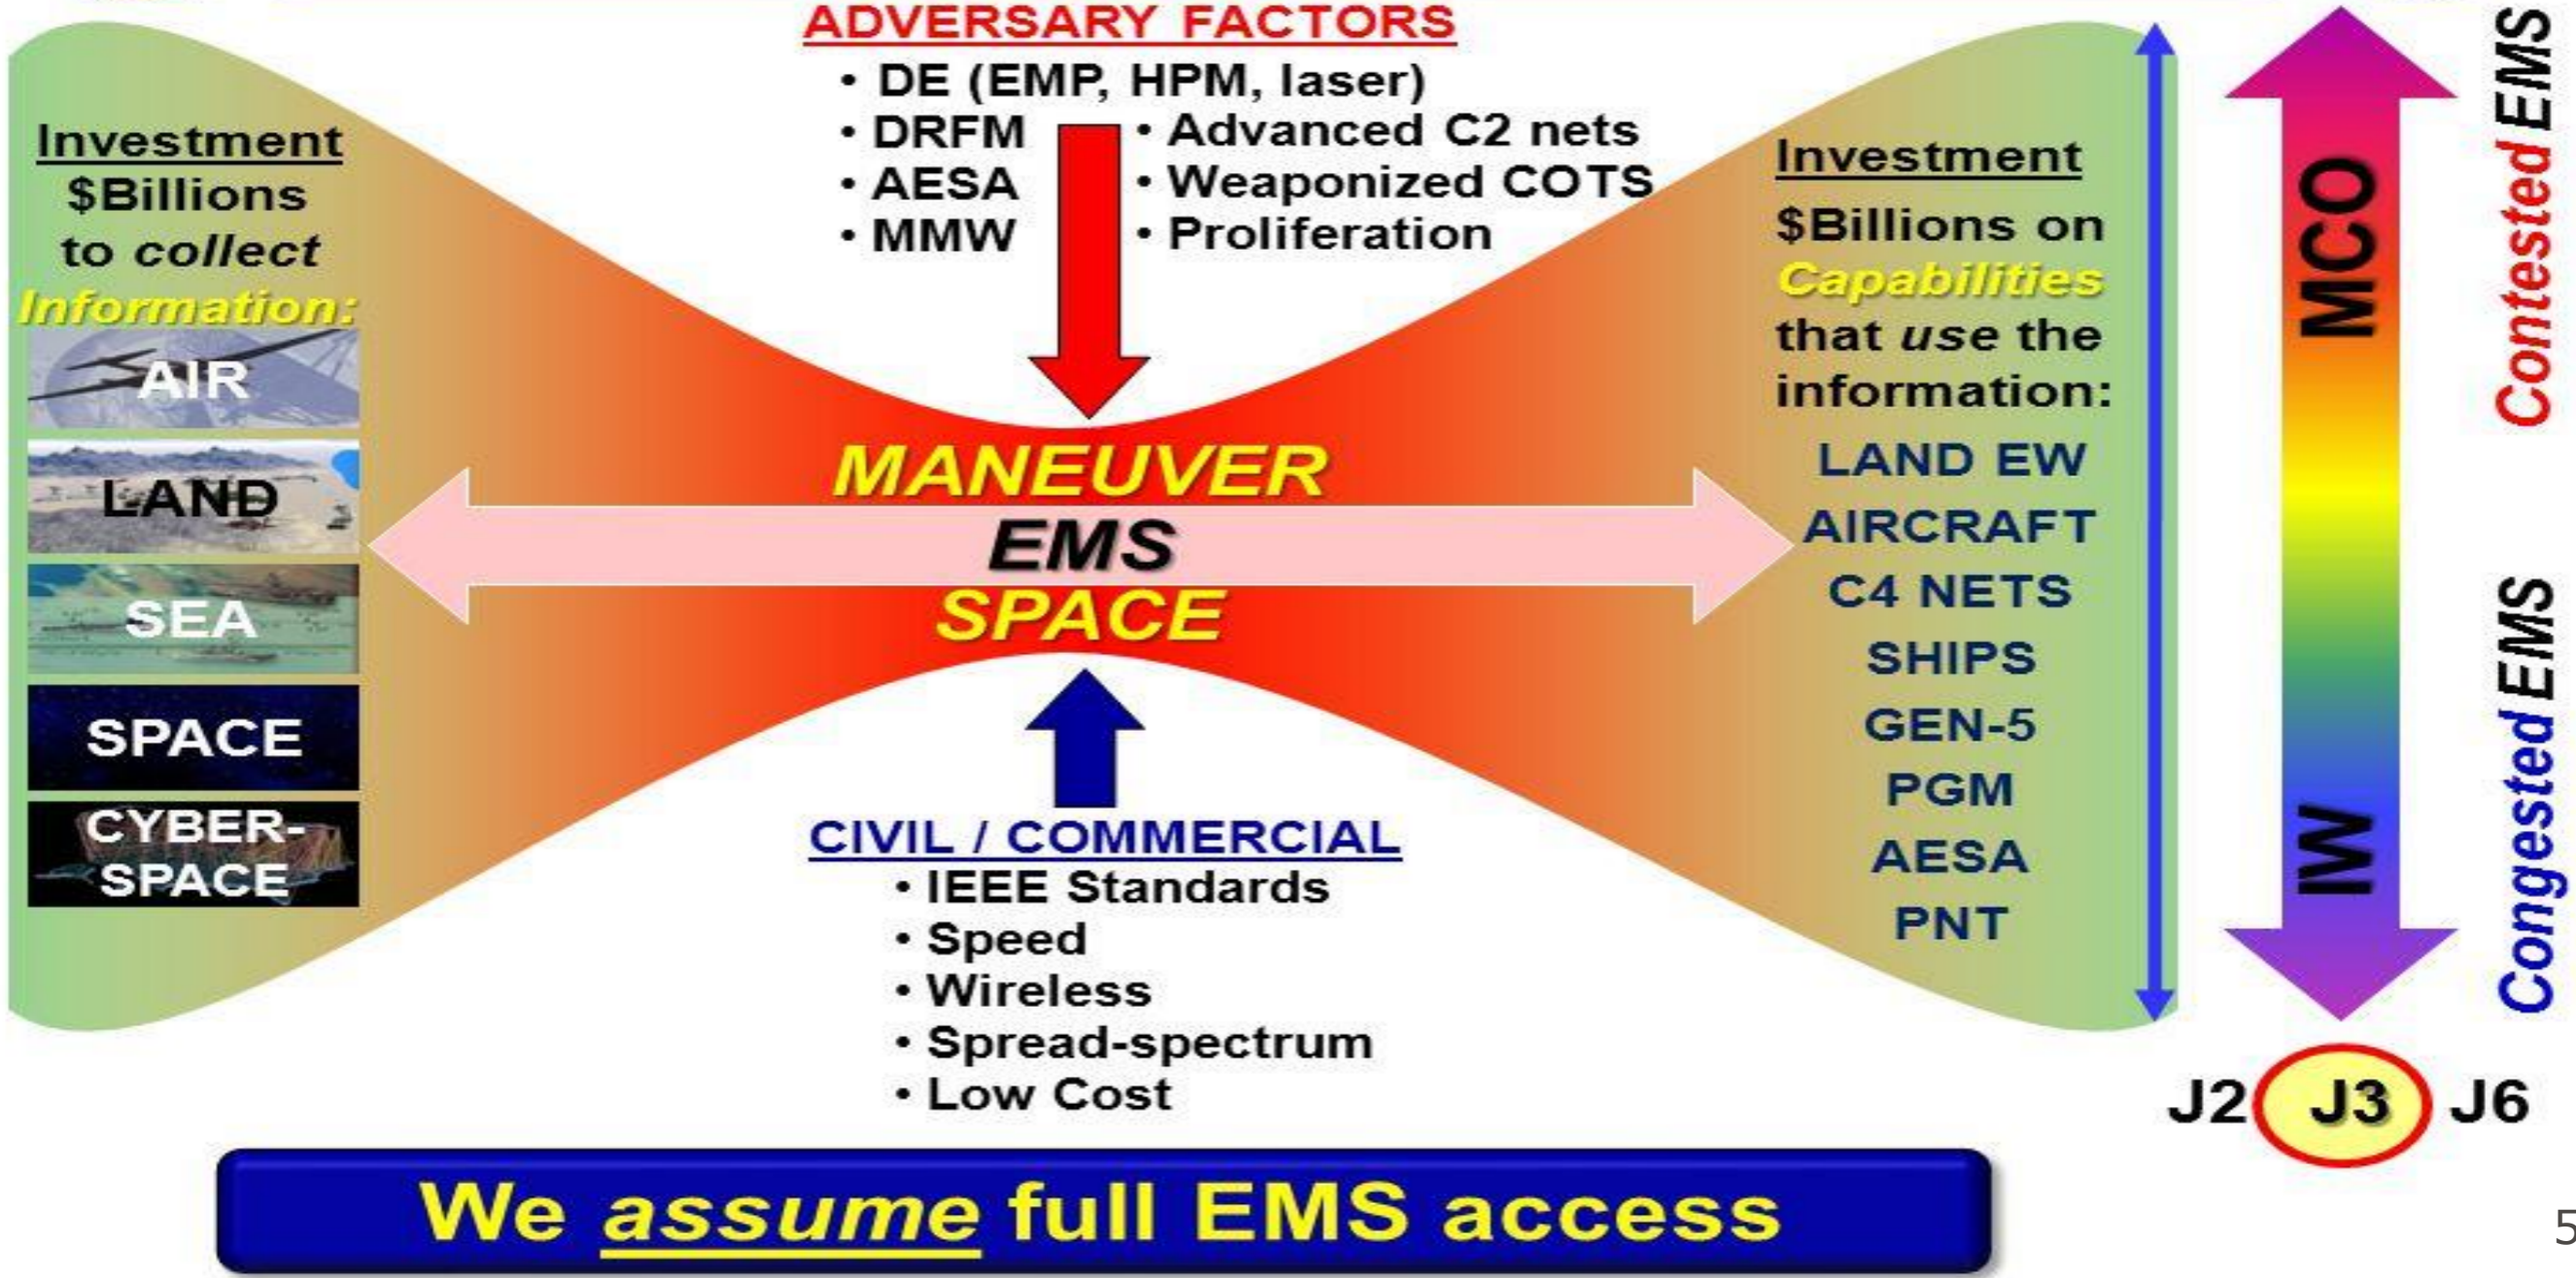 ADVERSARY FACTORS
• DE (EMP, HPM, laser)
• DRFM
• AESA
• MMW
• Advanced C2 nets
• Weaponized COTS
• Proliferation
Investment
$Billions
to collect
Information:
AIR
LAND
SEA
SPACE
CYBER-
SPACE
MANEUVER
EMS
SPACE
CIVIL / COMMERCIAL
• IEEE Standards
• Speed
• Wireless
• Spread-spectrum
• Low Cost
Investment
$Billions on
Capabilities
that use the
information:
LAND EW
AIRCRAFT
C4 NETS
SHIPS
GEN-5
PGM
AESA
PNT
MCO
IW
Contested EMS
Congested EMS
J2 J3 J6
We assume full EMS access
5